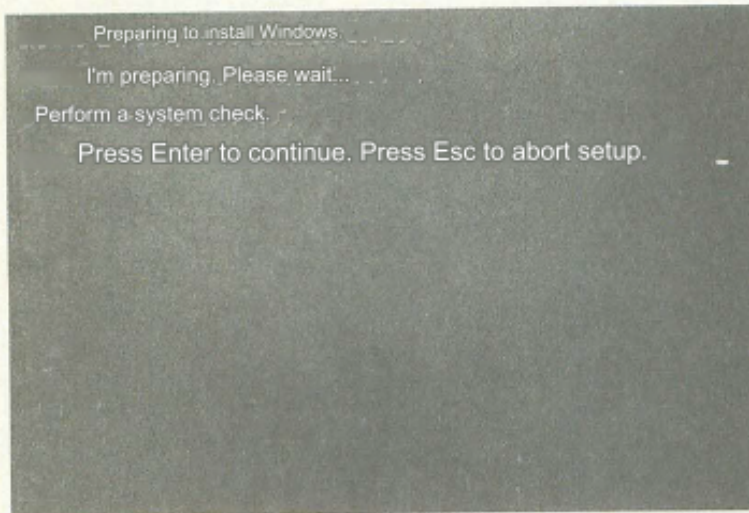 Preparing to install Windows.
I'm preparing. Please wait...
Perform a system check.
Press Enter to continue. Press Esc to abort setup.